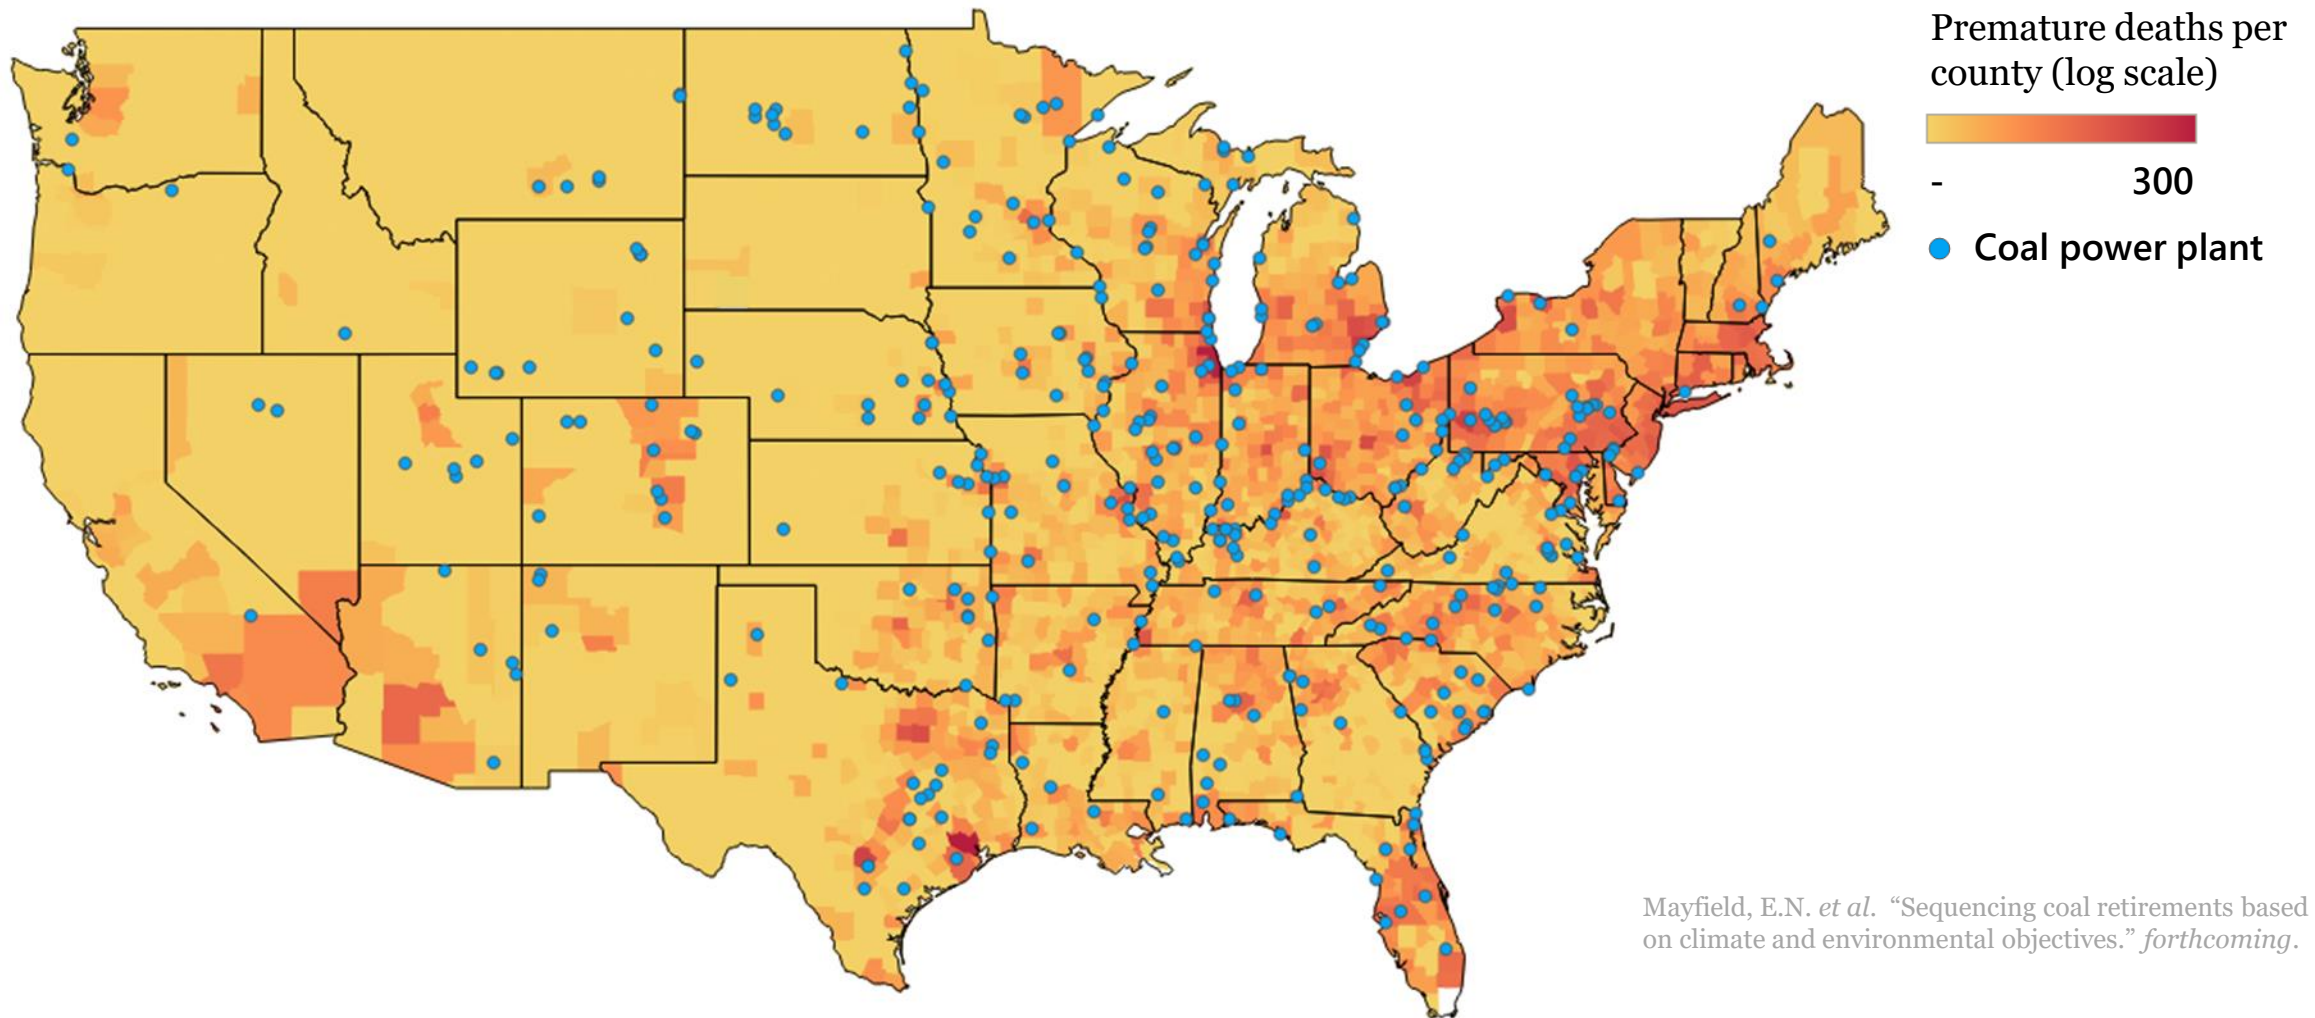 Premature deaths per
county (log scale)
- 300
Coal power plant
Mayfield, E.N. et al. “Sequencing coal retirements based
on climate and environmental objectives.” forthcoming.